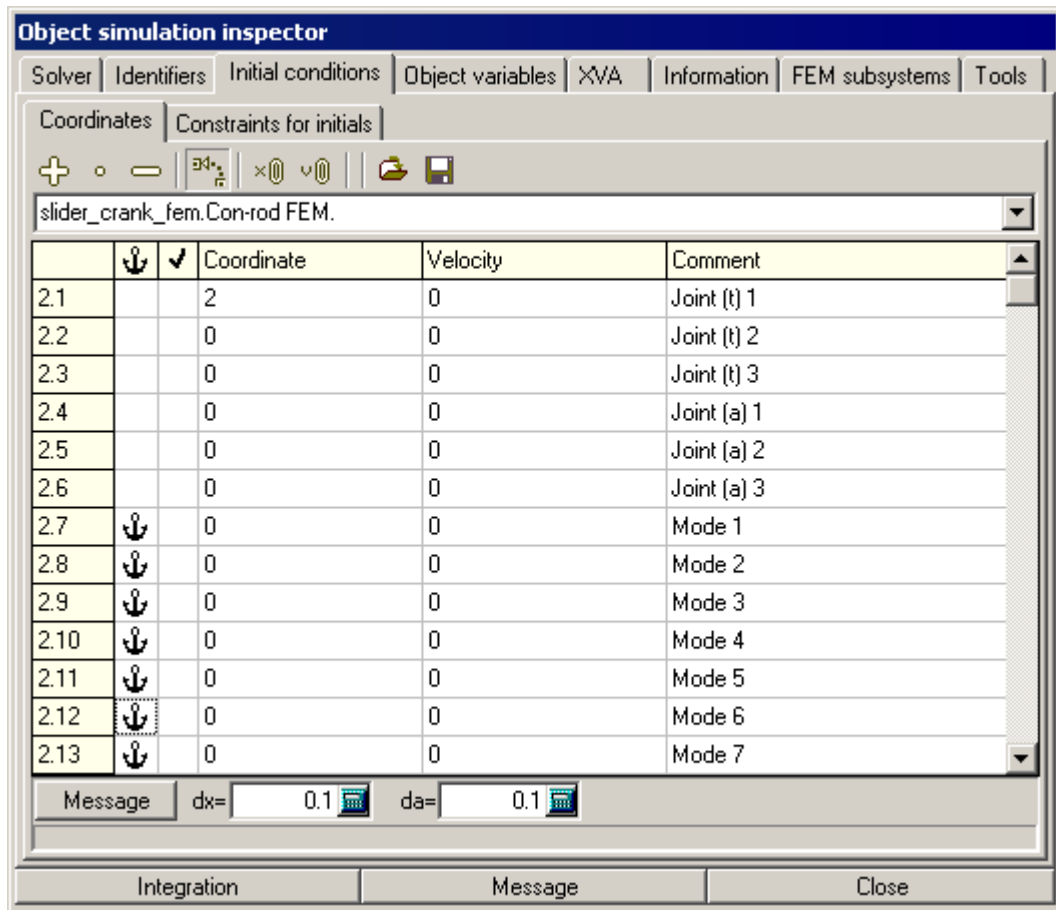 Object simulation inspector
Solver Identifiers Initial conditions Object variables XVA Information FEM subsystems Tools
Coordinates Constraints for initials
slider_crank_fem.Con-rod FEM.
Coordinate Velocity Comment
2.1 2 0 Joint (t) 1
2.2 0 0 Joint (t) 2
2.3 0 0 Joint (t) 3
2.4 0 0 Joint (a) 1
2.5 0 0 Joint (a) 2
2.6 0 0 Joint (a) 3
2.7 0 0 Mode 1
2.8 0 0 Mode 2
2.9 0 0 Mode 3
2.10 0 0 Mode 4
2.11 0 0 Mode 5
2.12 0 0 Mode 6
2.13 0 0 Mode 7
Message dx= 0.1 da= 0.1
Integration Message Close